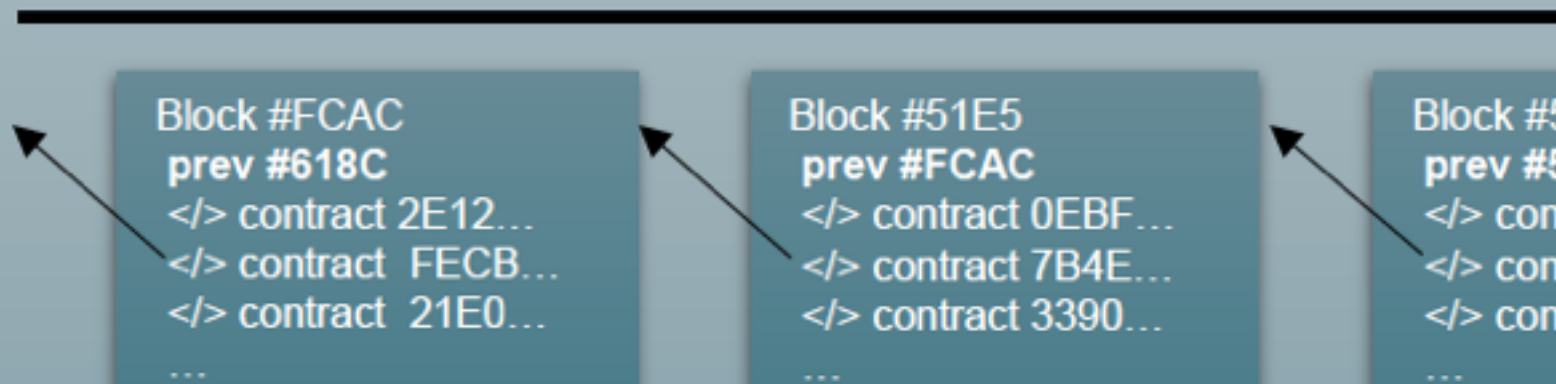 Block #FCAC
prev #618C
</> contract 2E12...
</> contract FECB...
</> contract 21E0...
...
Block #51E5
prev #FCAC
</> contract 0EBF...
</> contract 7B4E...
</> contract 3390...
...
Block #5
prev #5
</> con
</> con
</> con
...